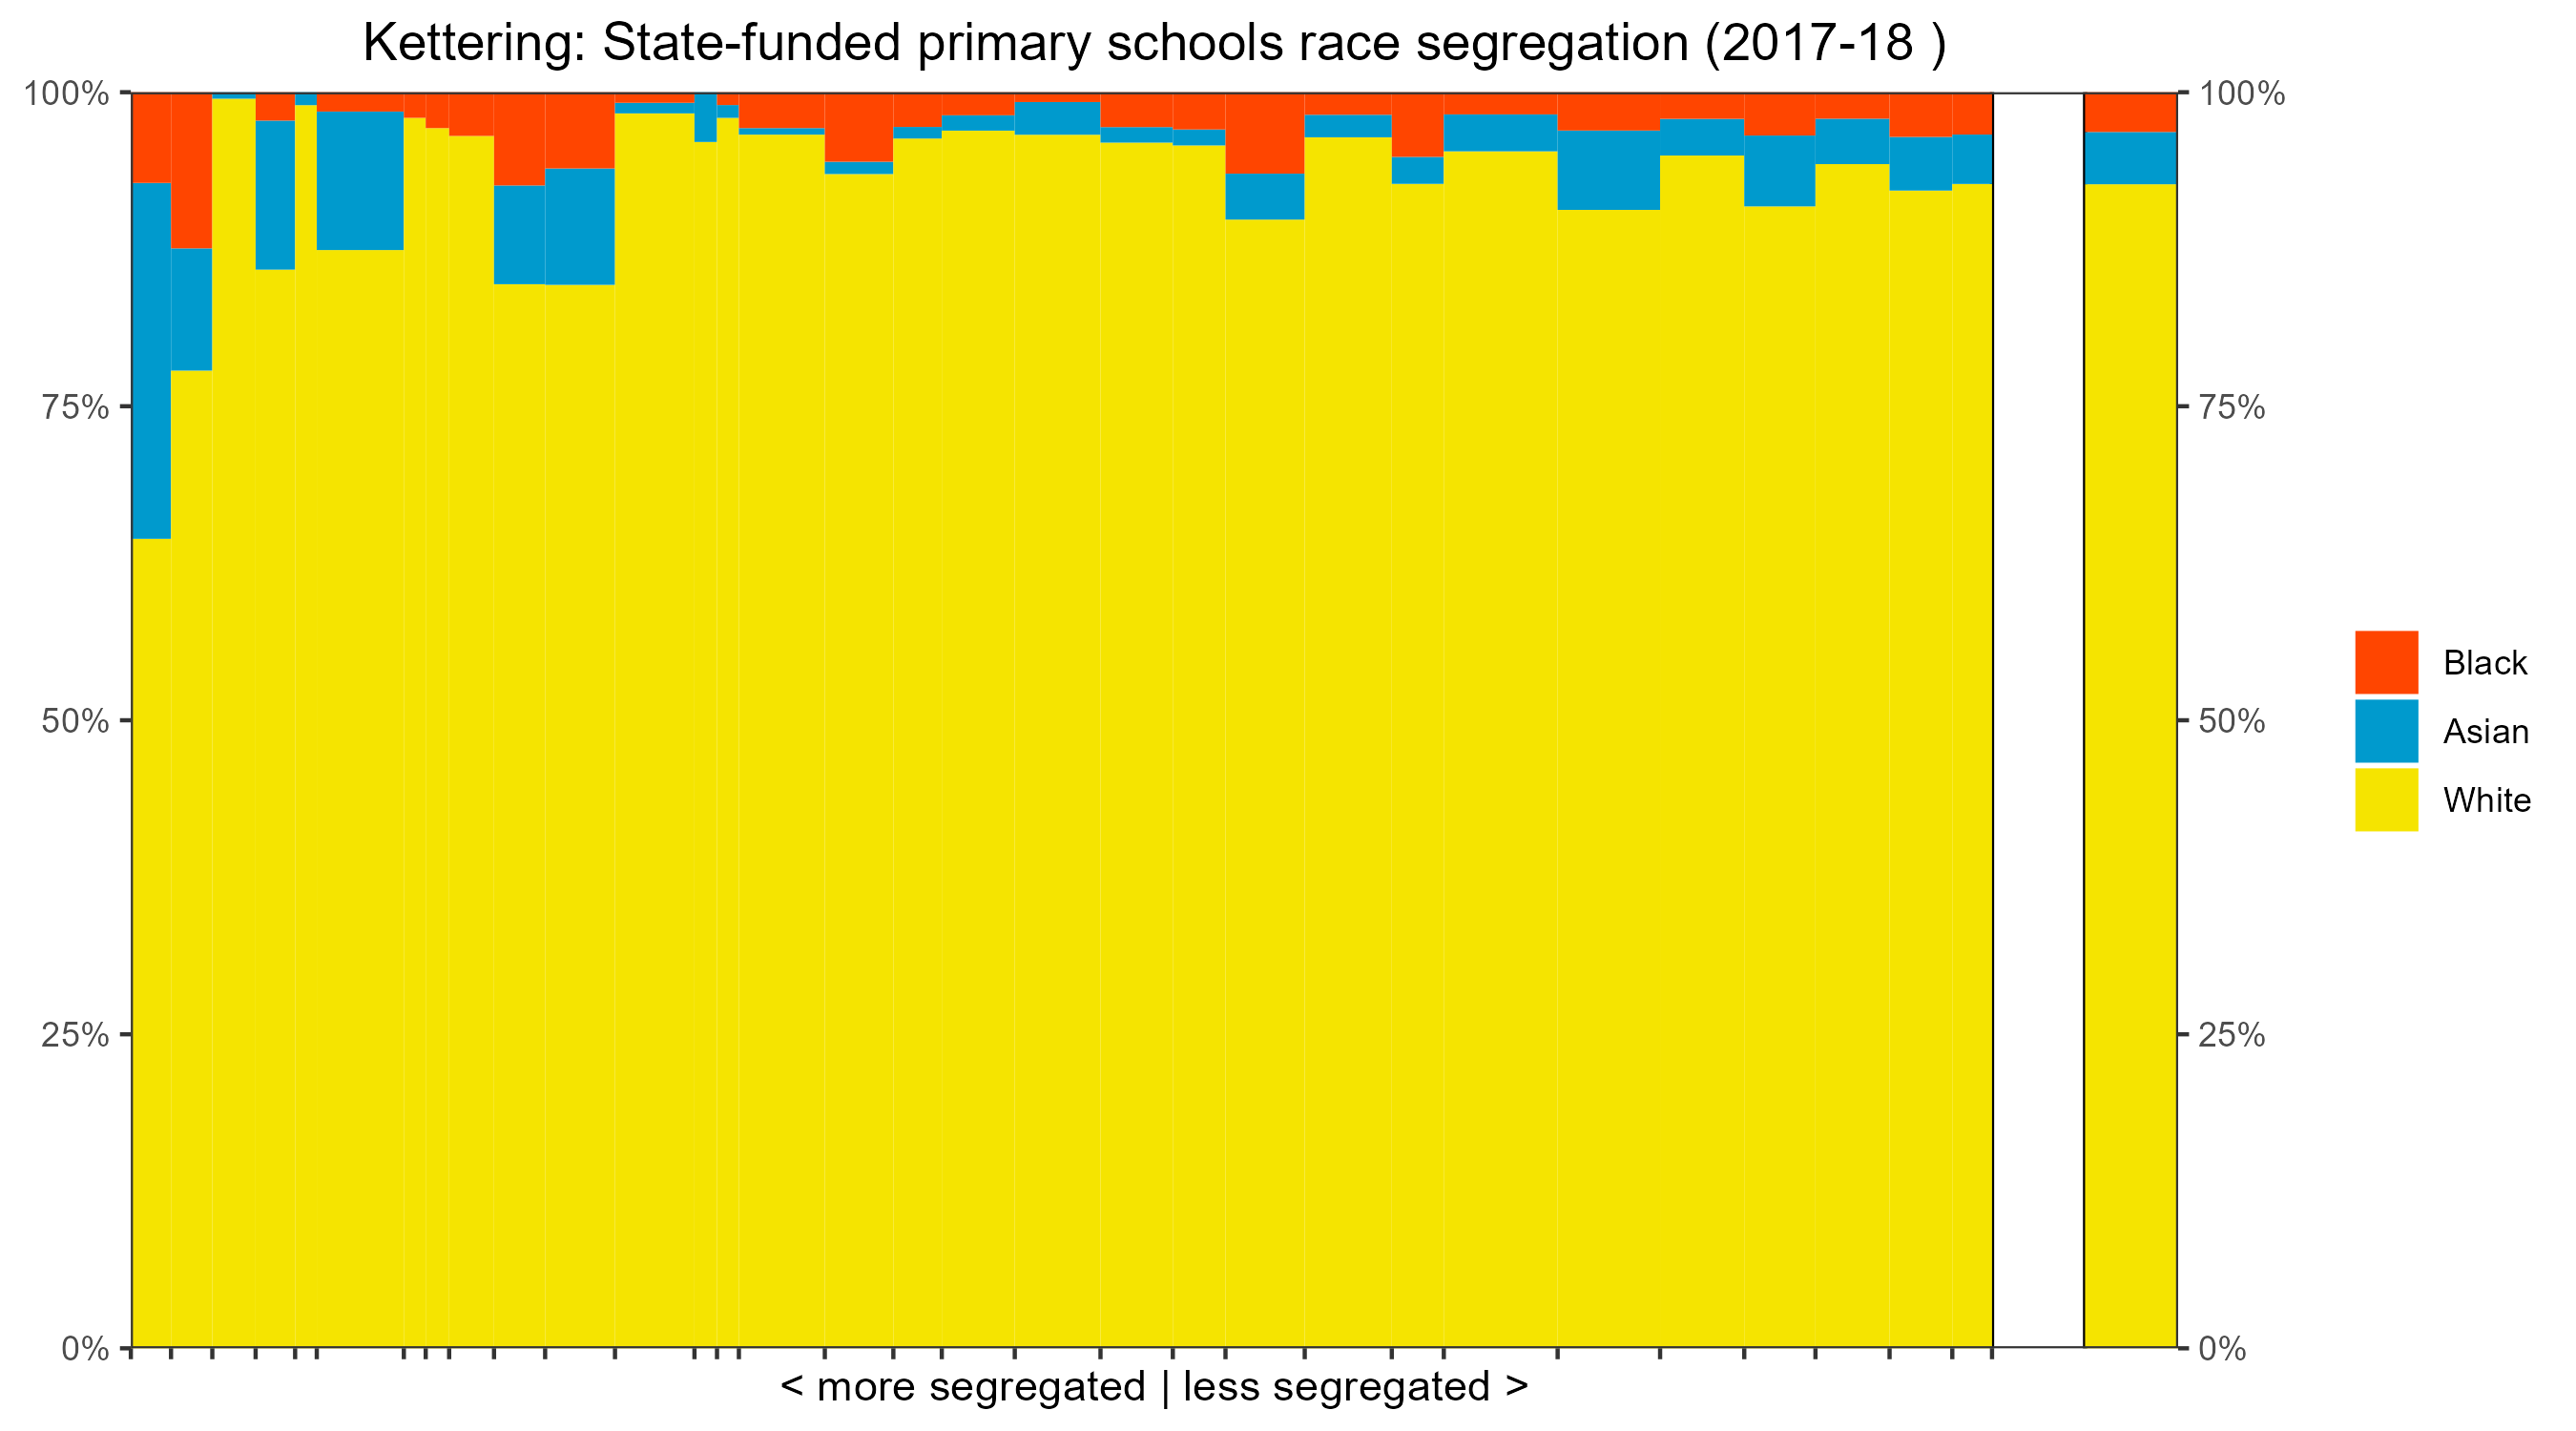 Kettering: State-funded primary schools race segregation (2017-18 )
100%
100%
75%
75%
50%
50%
25%
25%
0%
0%
Black
Asian
White
< more segregated | less segregated >